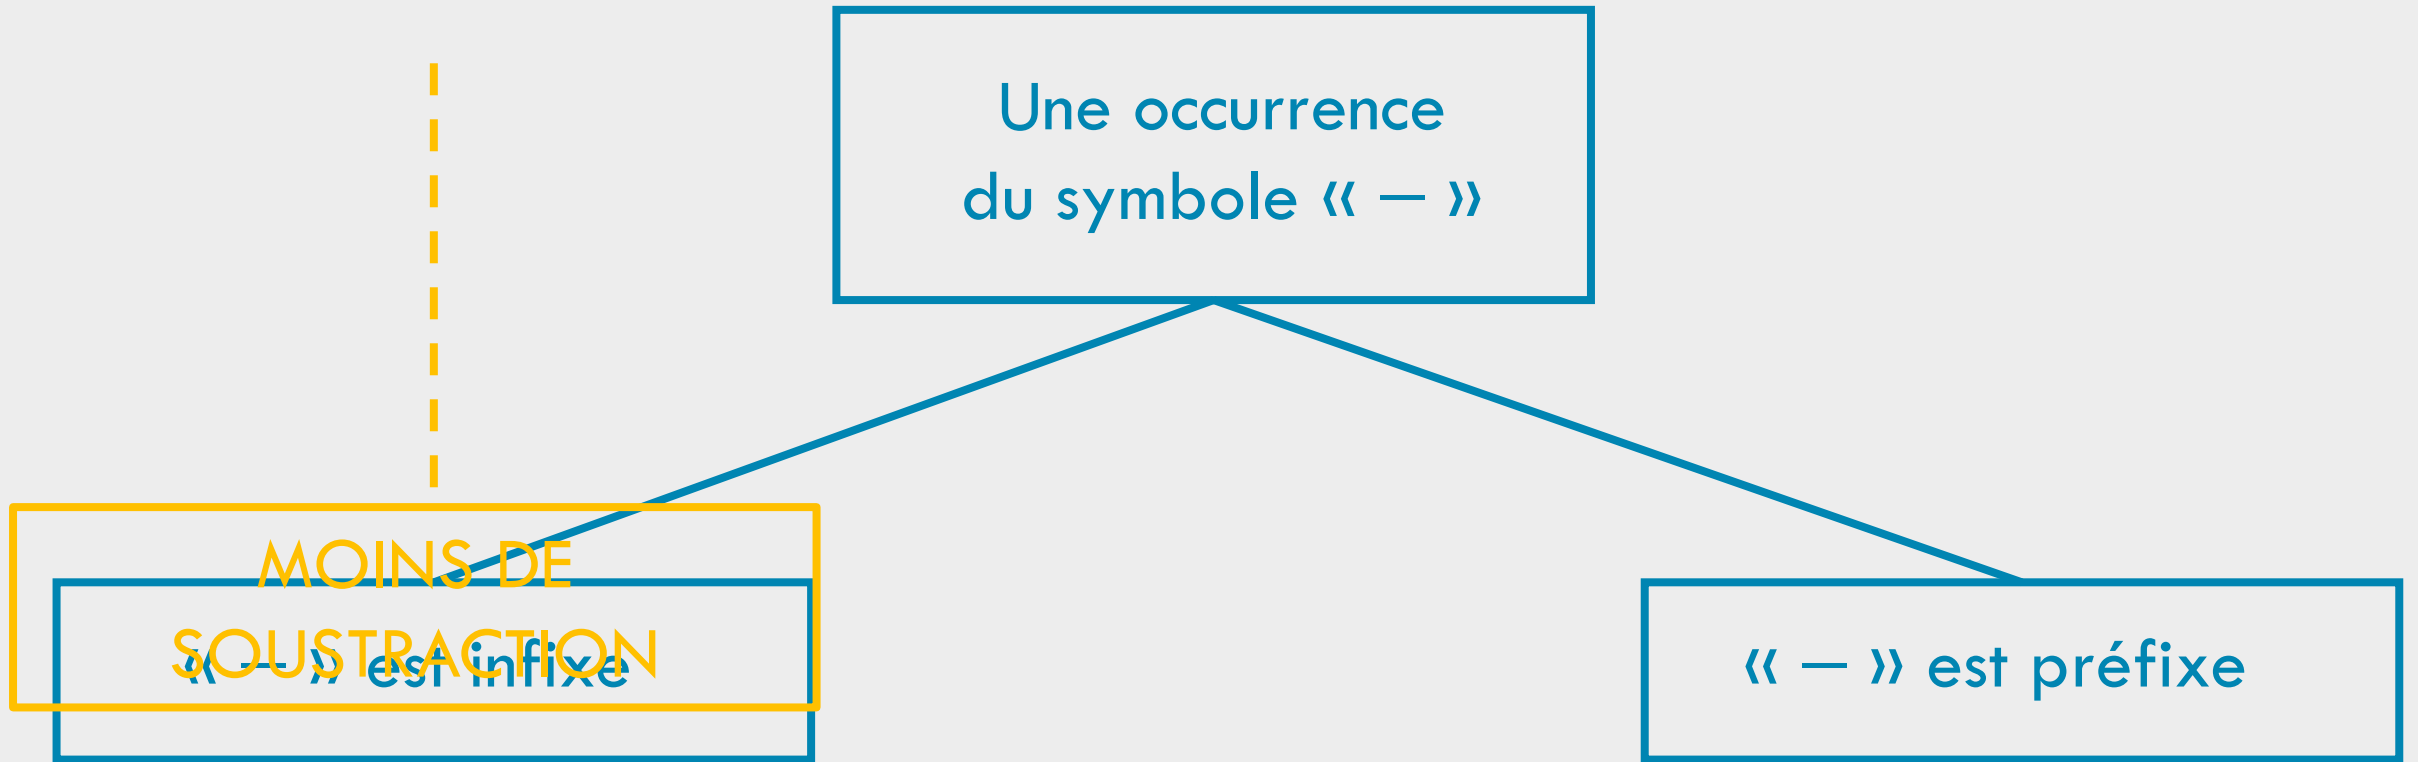 Une occurrence
du symbole « – »
MOINS DE
SOUSTRACTION
« – » est infixe
« – » est préfixe